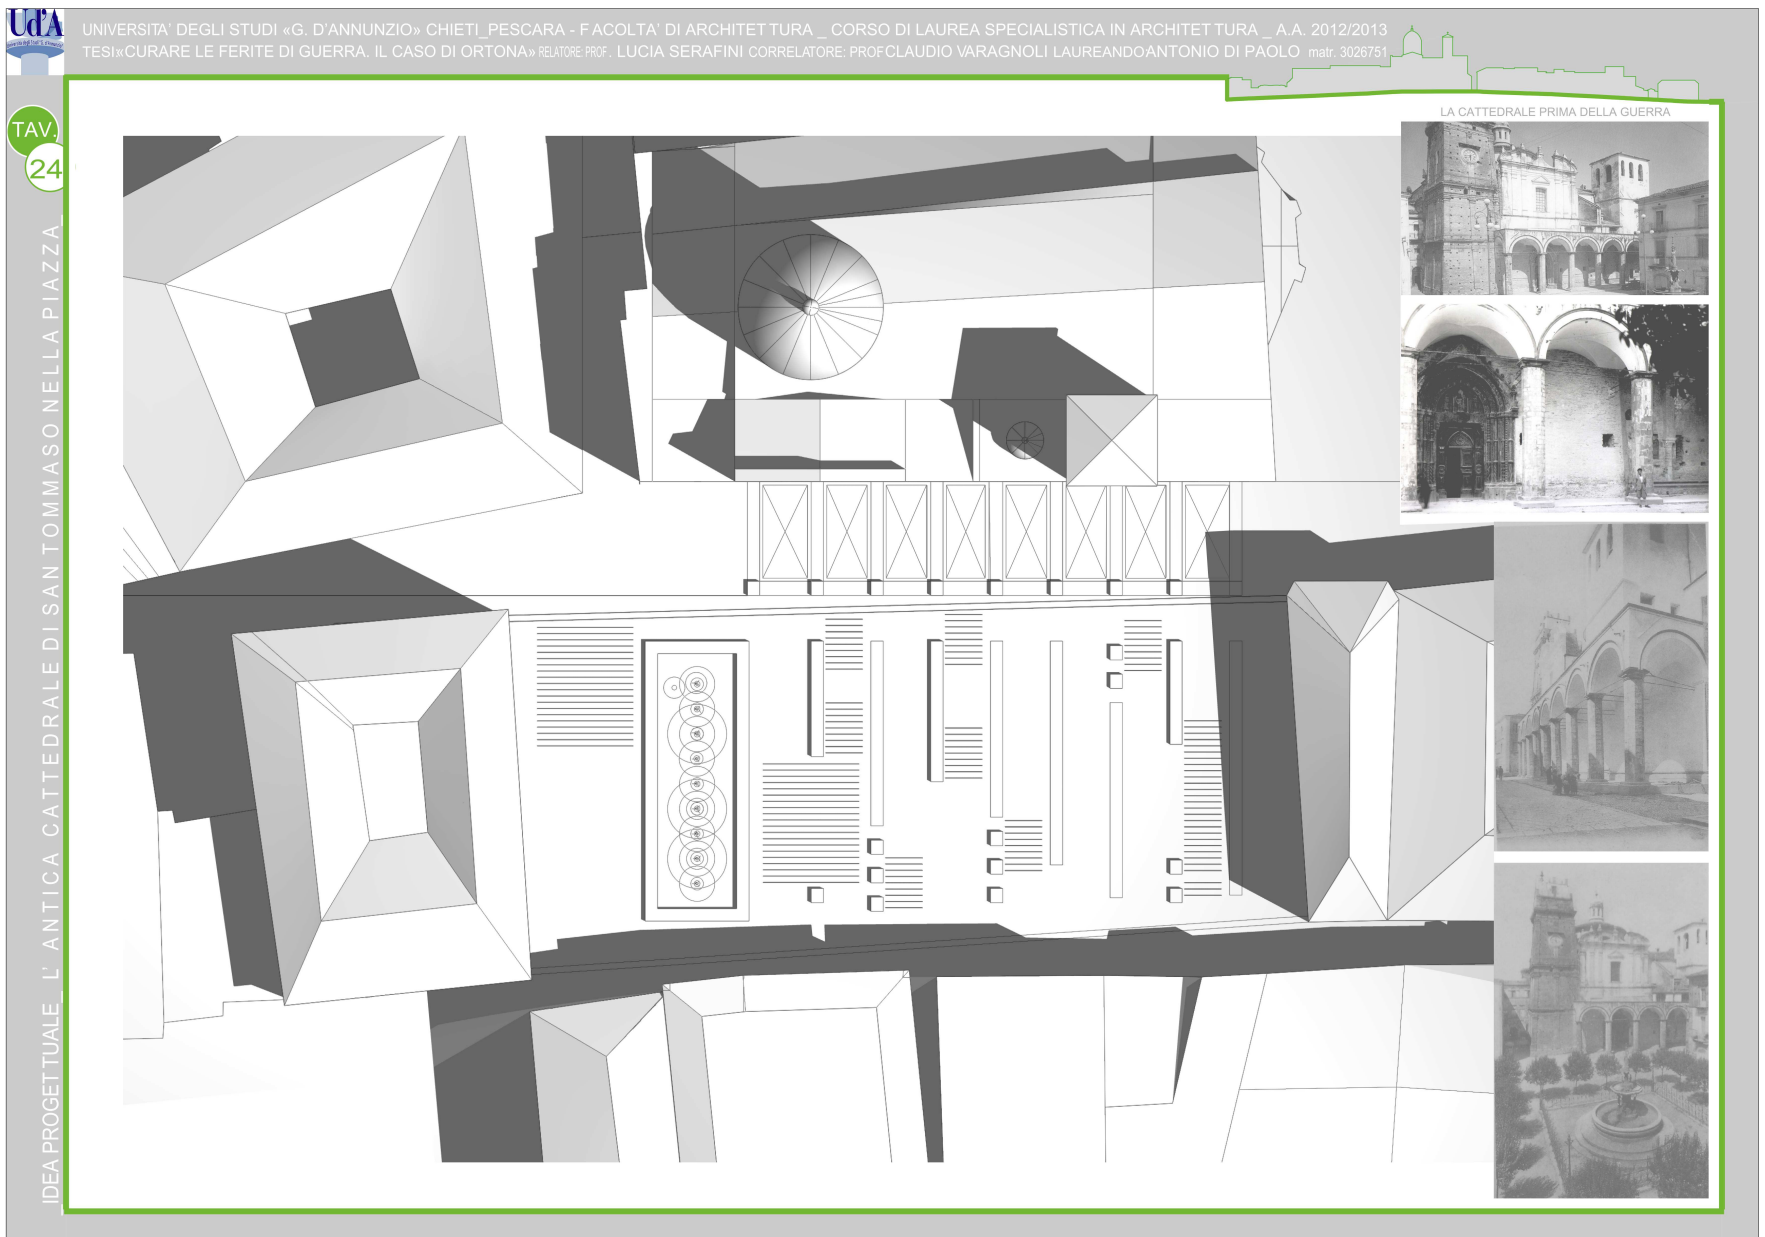 Ud'A
UNIVERSITA' DEGLI STUDI «G. D'ANNUNZIO» CHIETI_PESCARA - FACOLTA' DI ARCHITETTURA _ CORSO DI LAUREA SPECIALISTICA IN ARCHITETTURA _ A.A. 2012/2013
TESI:«CURARE LE FERITE DI GUERRA. IL CASO DI ORTONA» RELATORE: PROF. LUCIA SERAFINI CORRELATORE: PROF CLAUDIO VARAGNOLI LAUREANDO ANTONIO DI PAOLO matr. 3026751
TAV.
24
LA CATTEDRALE PRIMA DELLA GUERRA
IDEA PROGETTUALE_ L' ANTICA CATTEDRALE DI SAN TOMMASO NELLA PIAZZA_